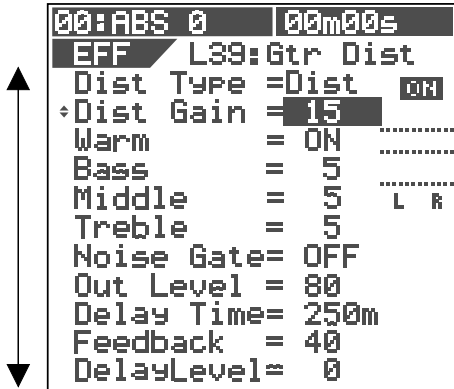 00:ABS 0 00m00s
EFF L39:Gtr Dist
Dist Type =Dist ON
Dist Gain = 15
Warm = ON
Bass = 5
Middle = 5 L R
Treble = 5
Noise Gate= OFF
Out Level = 80
Delay Time= 250m
Feedback = 40
DelayLevel= 0